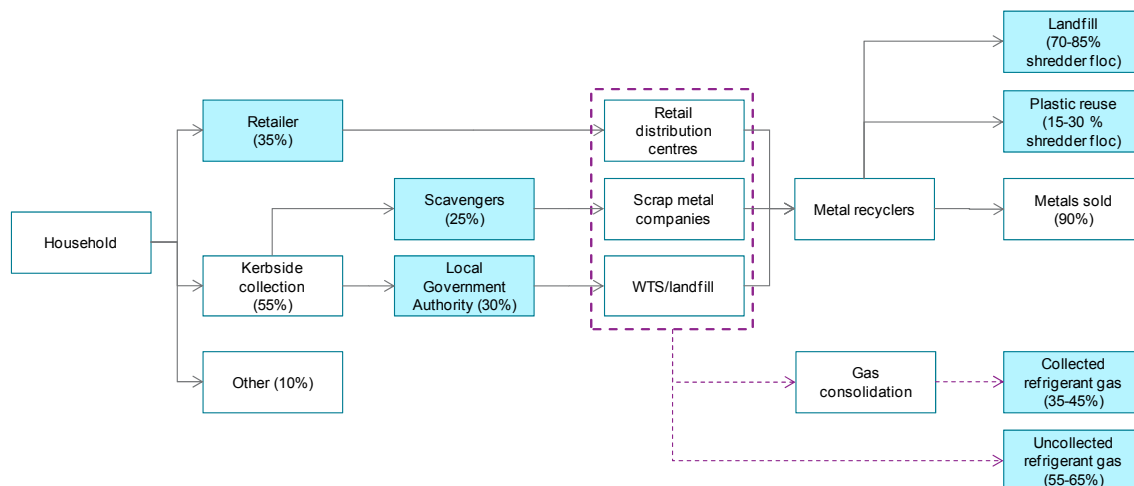 Landfill
(70-85%
shredder floc)
Retailer
(35%)
Retail
distribution
centres
Plastic reuse
(15-30 %
shredder floc)
Household
Scavengers
(25%)
Scrap metal
companies
Metal recyclers
Metals sold
(90%)
Kerbside
collection
(55%)
Local
Government
Authority (30%)
WTS/landfill
Other (10%)
Gas
consolidation
Collected
refrigerant gas
(35-45%)
Uncollected
refrigerant gas
(55-65%)